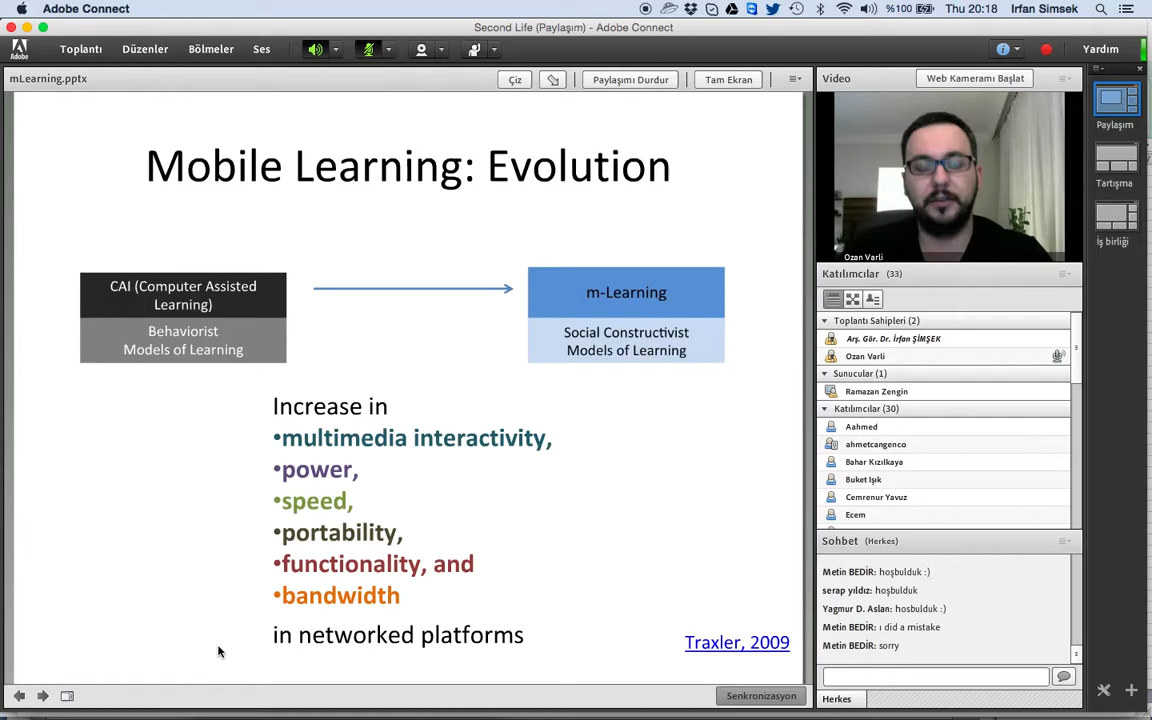 Adobe Connect
%100
Thu 20:18
Irfan Simsek
Second Life (Paylaşım) - Adobe Connect
Adobe
Toplantı
Düzenler
Bölmeler
Ses
Yardım
mLearning.pptx
Çiz
Paylaşımı Durdur
Tam Ekran
Mobile Learning: Evolution
CAI (Computer Assisted
Learning)
Behaviorist
Models of Learning
m-Learning
Social Constructivist
Models of Learning
Increase in
•multimedia interactivity,
•power,
•speed,
•portability,
•functionality, and
•bandwidth
in networked platforms
Traxler, 2009
Senkronizasyon
Video
Web Kameramı Başlat
Ozan Varli
Katılımcılar (33)
Toplantı Sahipleri (2)
Arş. Gör. Dr. İrfan ŞİMŞEK
Ozan Varli
Sunucular (1)
Ramazan Zengin
Katılımcılar (30)
Aahmed
ahmetcangenco
Bahar Kızılkaya
Buket Işık
Cemrenur Yavuz
Ecem
Sohbet (Herkes)
Metin BEDİR: hoşbulduk :)
serap yıldız: hoşbulduk
Yagmur D. Aslan: hosbulduk :)
Metin BEDİR: ı did a mistake
Metin BEDİR: sorry
Herkes
Paylaşım
Tartışma
İş birliği